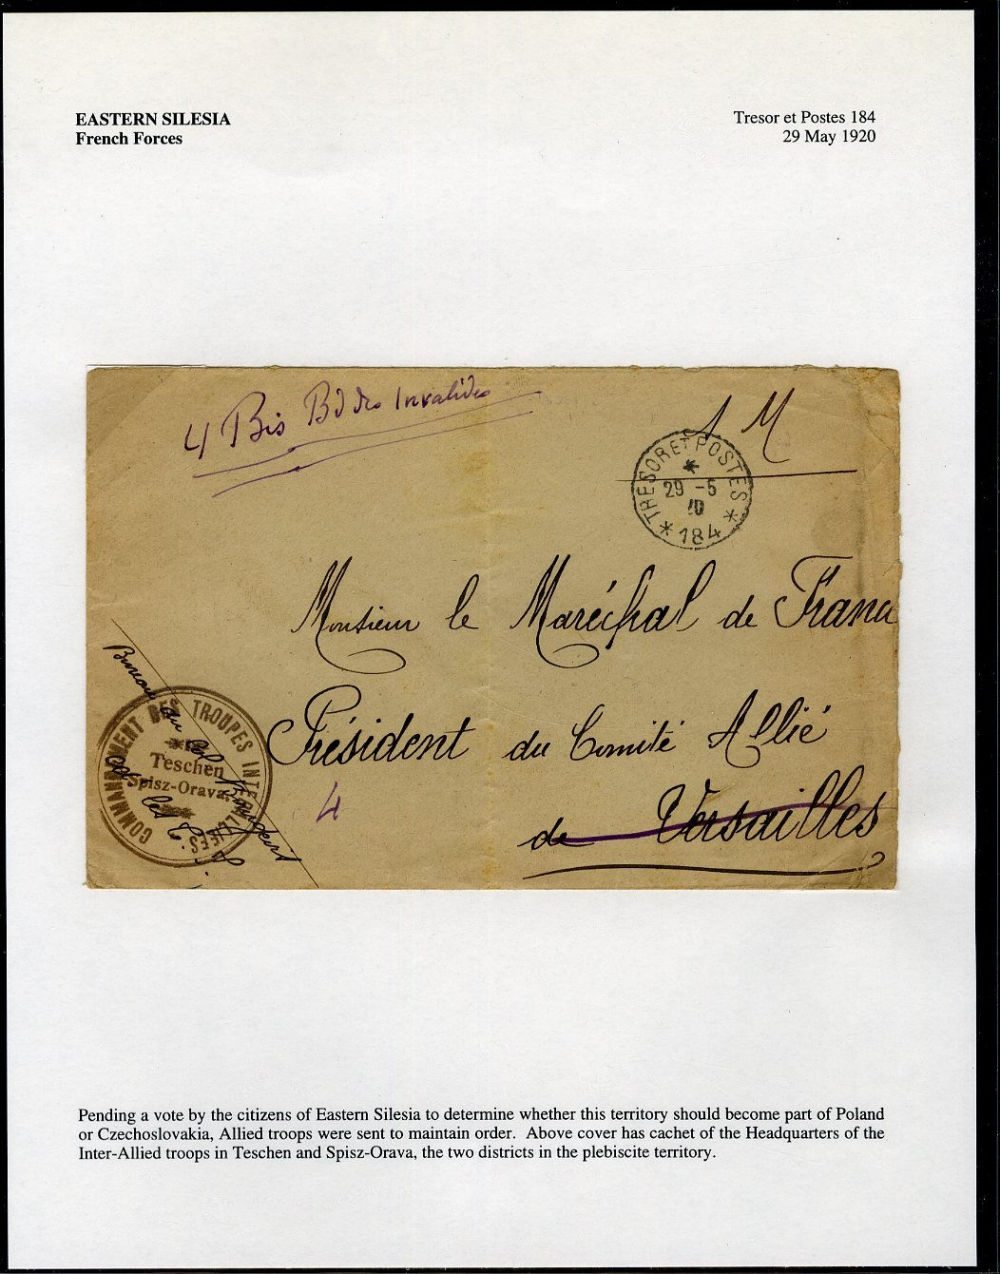 EASTERN SILESIA
French Forces
Tresor et Postes 184
29 May 1920
4 Bis Bd des Invalides
M
TRESOR ET POSTES
29 -5
* 184 *
Monsieur le Maréchal de France
Président du Comité Allié
de Versailles
4
Bureau du
COMMANDEMENT DES TROUPES INTERALLIÉES
Teschen
Spisz-Orava
Pending a vote by the citizens of Eastern Silesia to determine whether this territory should become part of Poland
or Czechoslovakia, Allied troops were sent to maintain order. Above cover has cachet of the Headquarters of the
Inter-Allied troops in Teschen and Spisz-Orava, the two districts in the plebiscite territory.